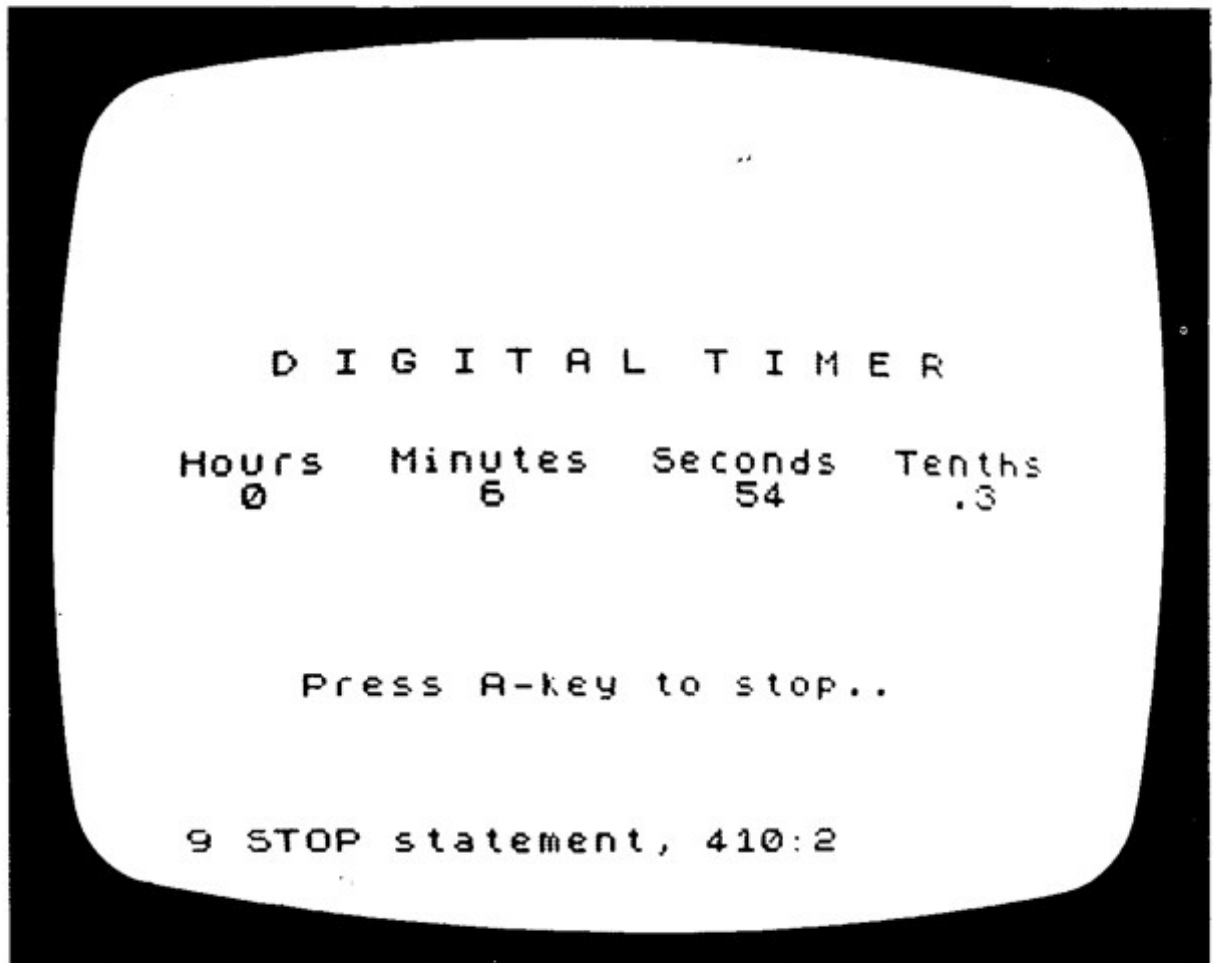 D I G I T A L   T I M E R
Hours Minutes Seconds Tenths
0 6 54 .3
Press A-key to stop..
9 STOP statement, 410:2